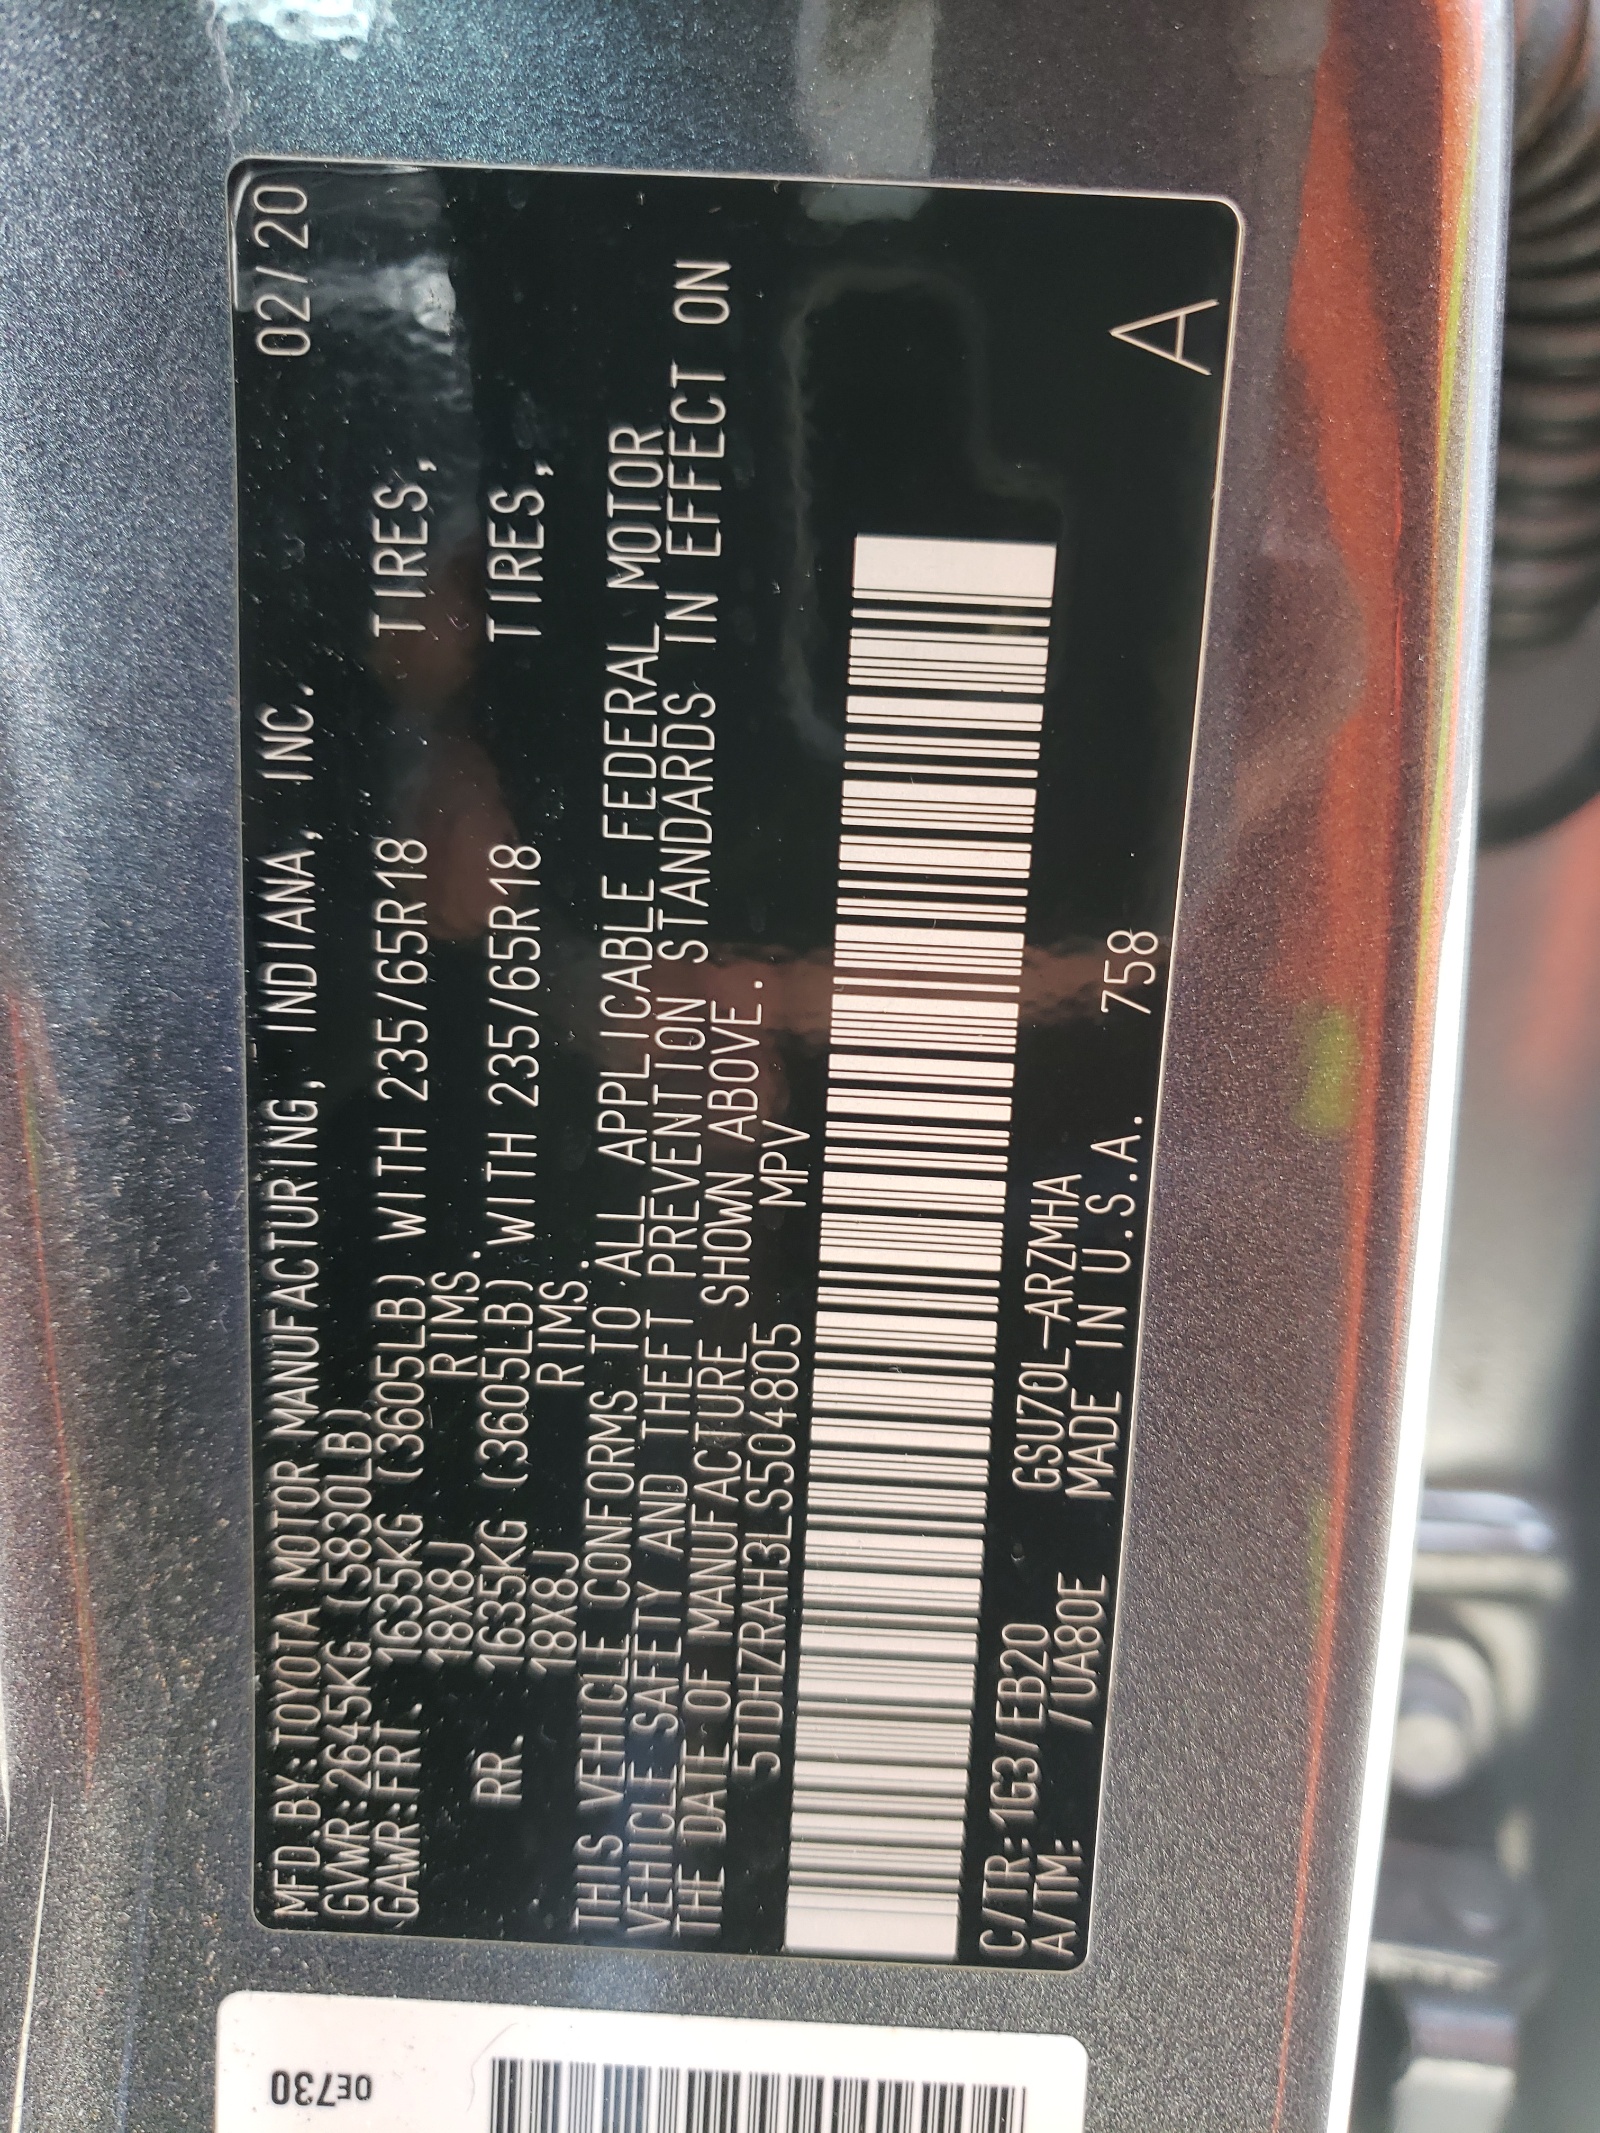 MFD.BY:TOYOTA MOTOR MANUFACTURING, INDIANA, INC. 02/20
GVWR:2645KG (5830LB)
GAWR:FRT. 1635KG (3605LB) WITH 235/65R18 TIRES,
18X8J RIMS.
RR. 1635KG (3605LB) WITH 235/65R18 TIRES,
18X8J RIMS.
THIS VEHICLE CONFORMS TO ALL APPLICABLE FEDERAL MOTOR
VEHICLE SAFETY AND THEFT PREVENTION STANDARDS IN EFFECT ON
THE DATE OF MANUFACTURE SHOWN ABOVE.
5TDHZRAH3LS504805 MPV
C/TR:1G3/EB20 GSU70L-ARZMHA
A/TM: /UA80E MADE IN U.S.A. 758 A
0E730